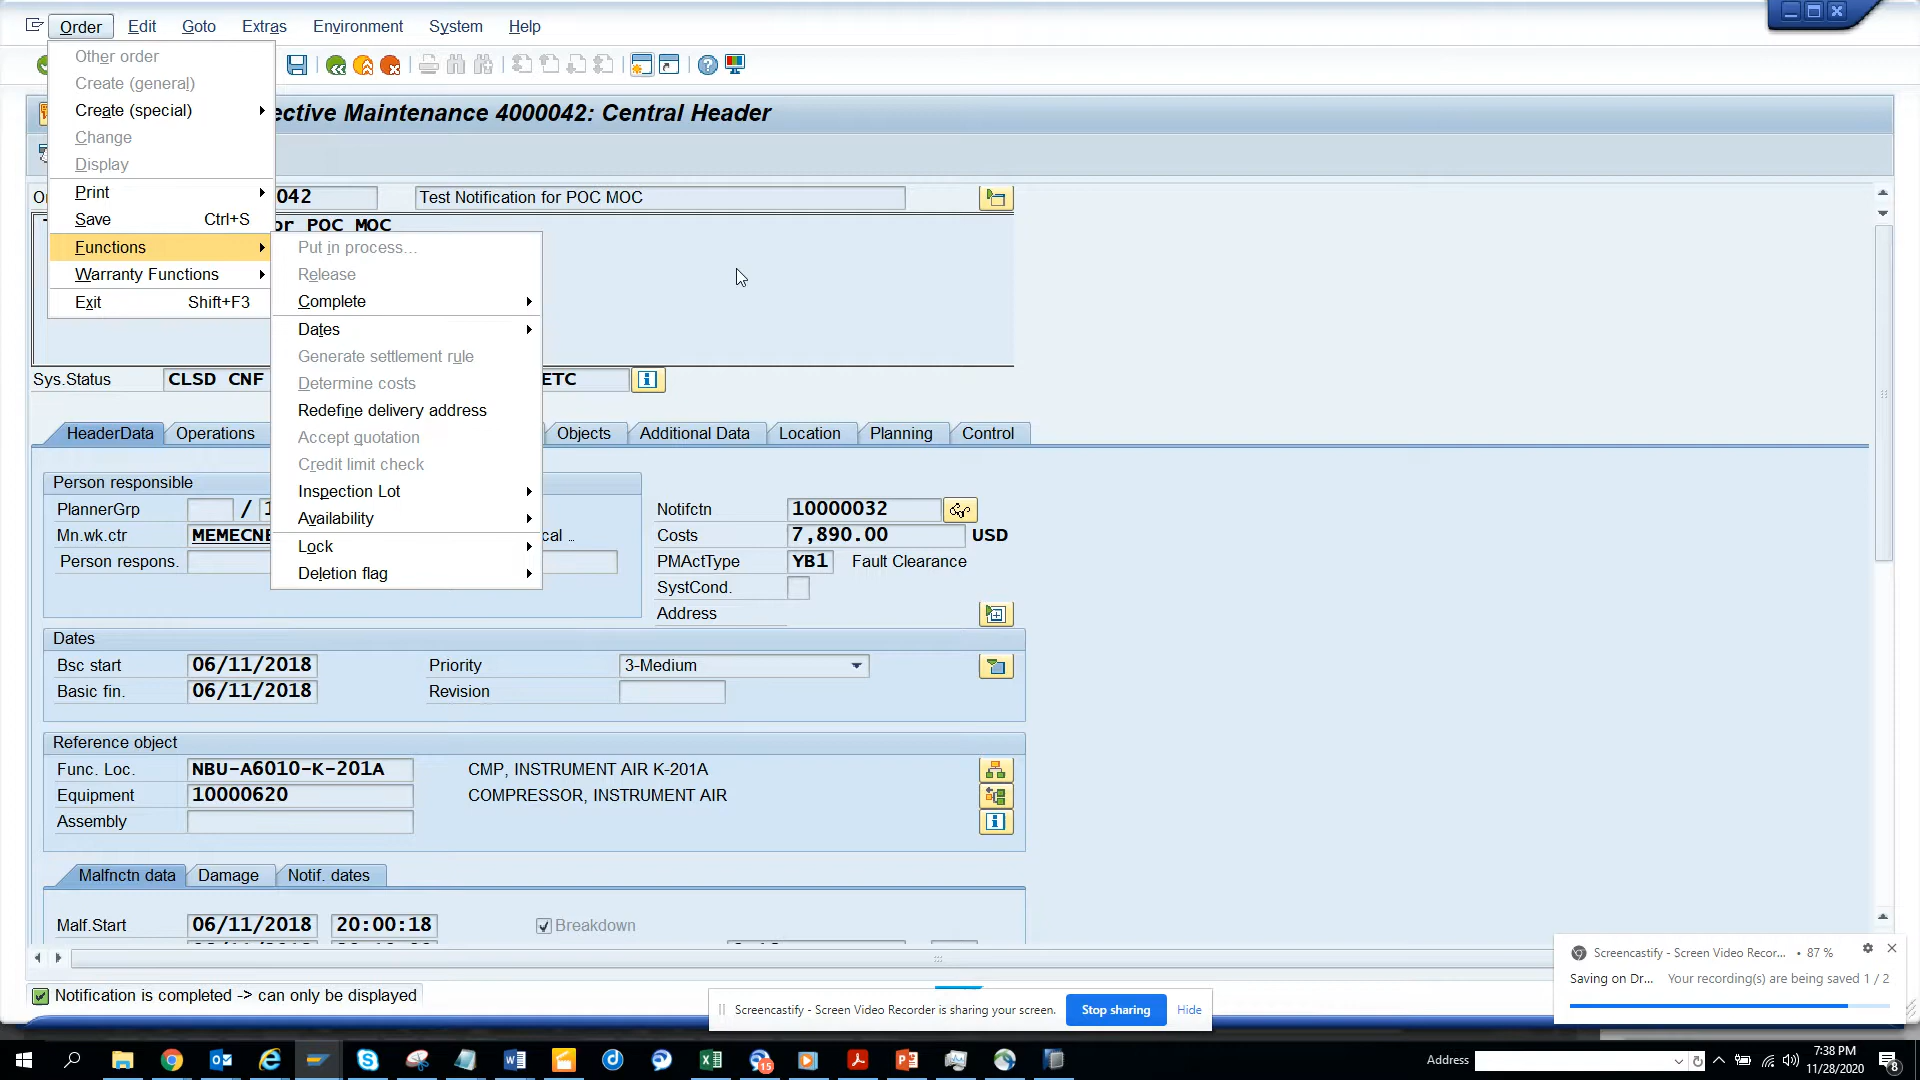 Order Edit Goto Extras Environment System Help
Other order
Create (general)
Create (special)
Change
Display
Print
Save Ctrl+S
Functions
Warranty Functions
Exit Shift+F3
Put in process...
Release
Complete
Dates
Generate settlement rule
Determine costs
Redefine delivery address
Accept quotation
Credit limit check
Inspection Lot
Availability
Lock
Deletion flag
ective Maintenance 4000042: Central Header
042 Test Notification for POC MOC
or POC MOC
Sys.Status CLSD CNF ETC
HeaderData Operations Objects Additional Data Location Planning Control
Person responsible
PlannerGrp /
Mn.wk.ctr
Person respons.
Notifctn 10000032
Costs 7,890.00 USD
PMActType YB1 Fault Clearance
SystCond.
Address
Dates
Bsc start 06/11/2018 Priority 3-Medium
Basic fin. 06/11/2018 Revision
Reference object
Func. Loc. NBU-A6010-K-201A CMP, INSTRUMENT AIR K-201A
Equipment 10000620 COMPRESSOR, INSTRUMENT AIR
Assembly
Malfnctn data Damage Notif. dates
Malf.Start 06/11/2018 20:00:18 Breakdown
Notification is completed -> can only be displayed
Screencastify - Screen Video Recorder is sharing your screen. Stop sharing Hide
Screencastify - Screen Video Recor... • 87 %
Saving on Dr... Your recording(s) are being saved 1 / 2
Address
7:38 PM
11/28/2020
15
8